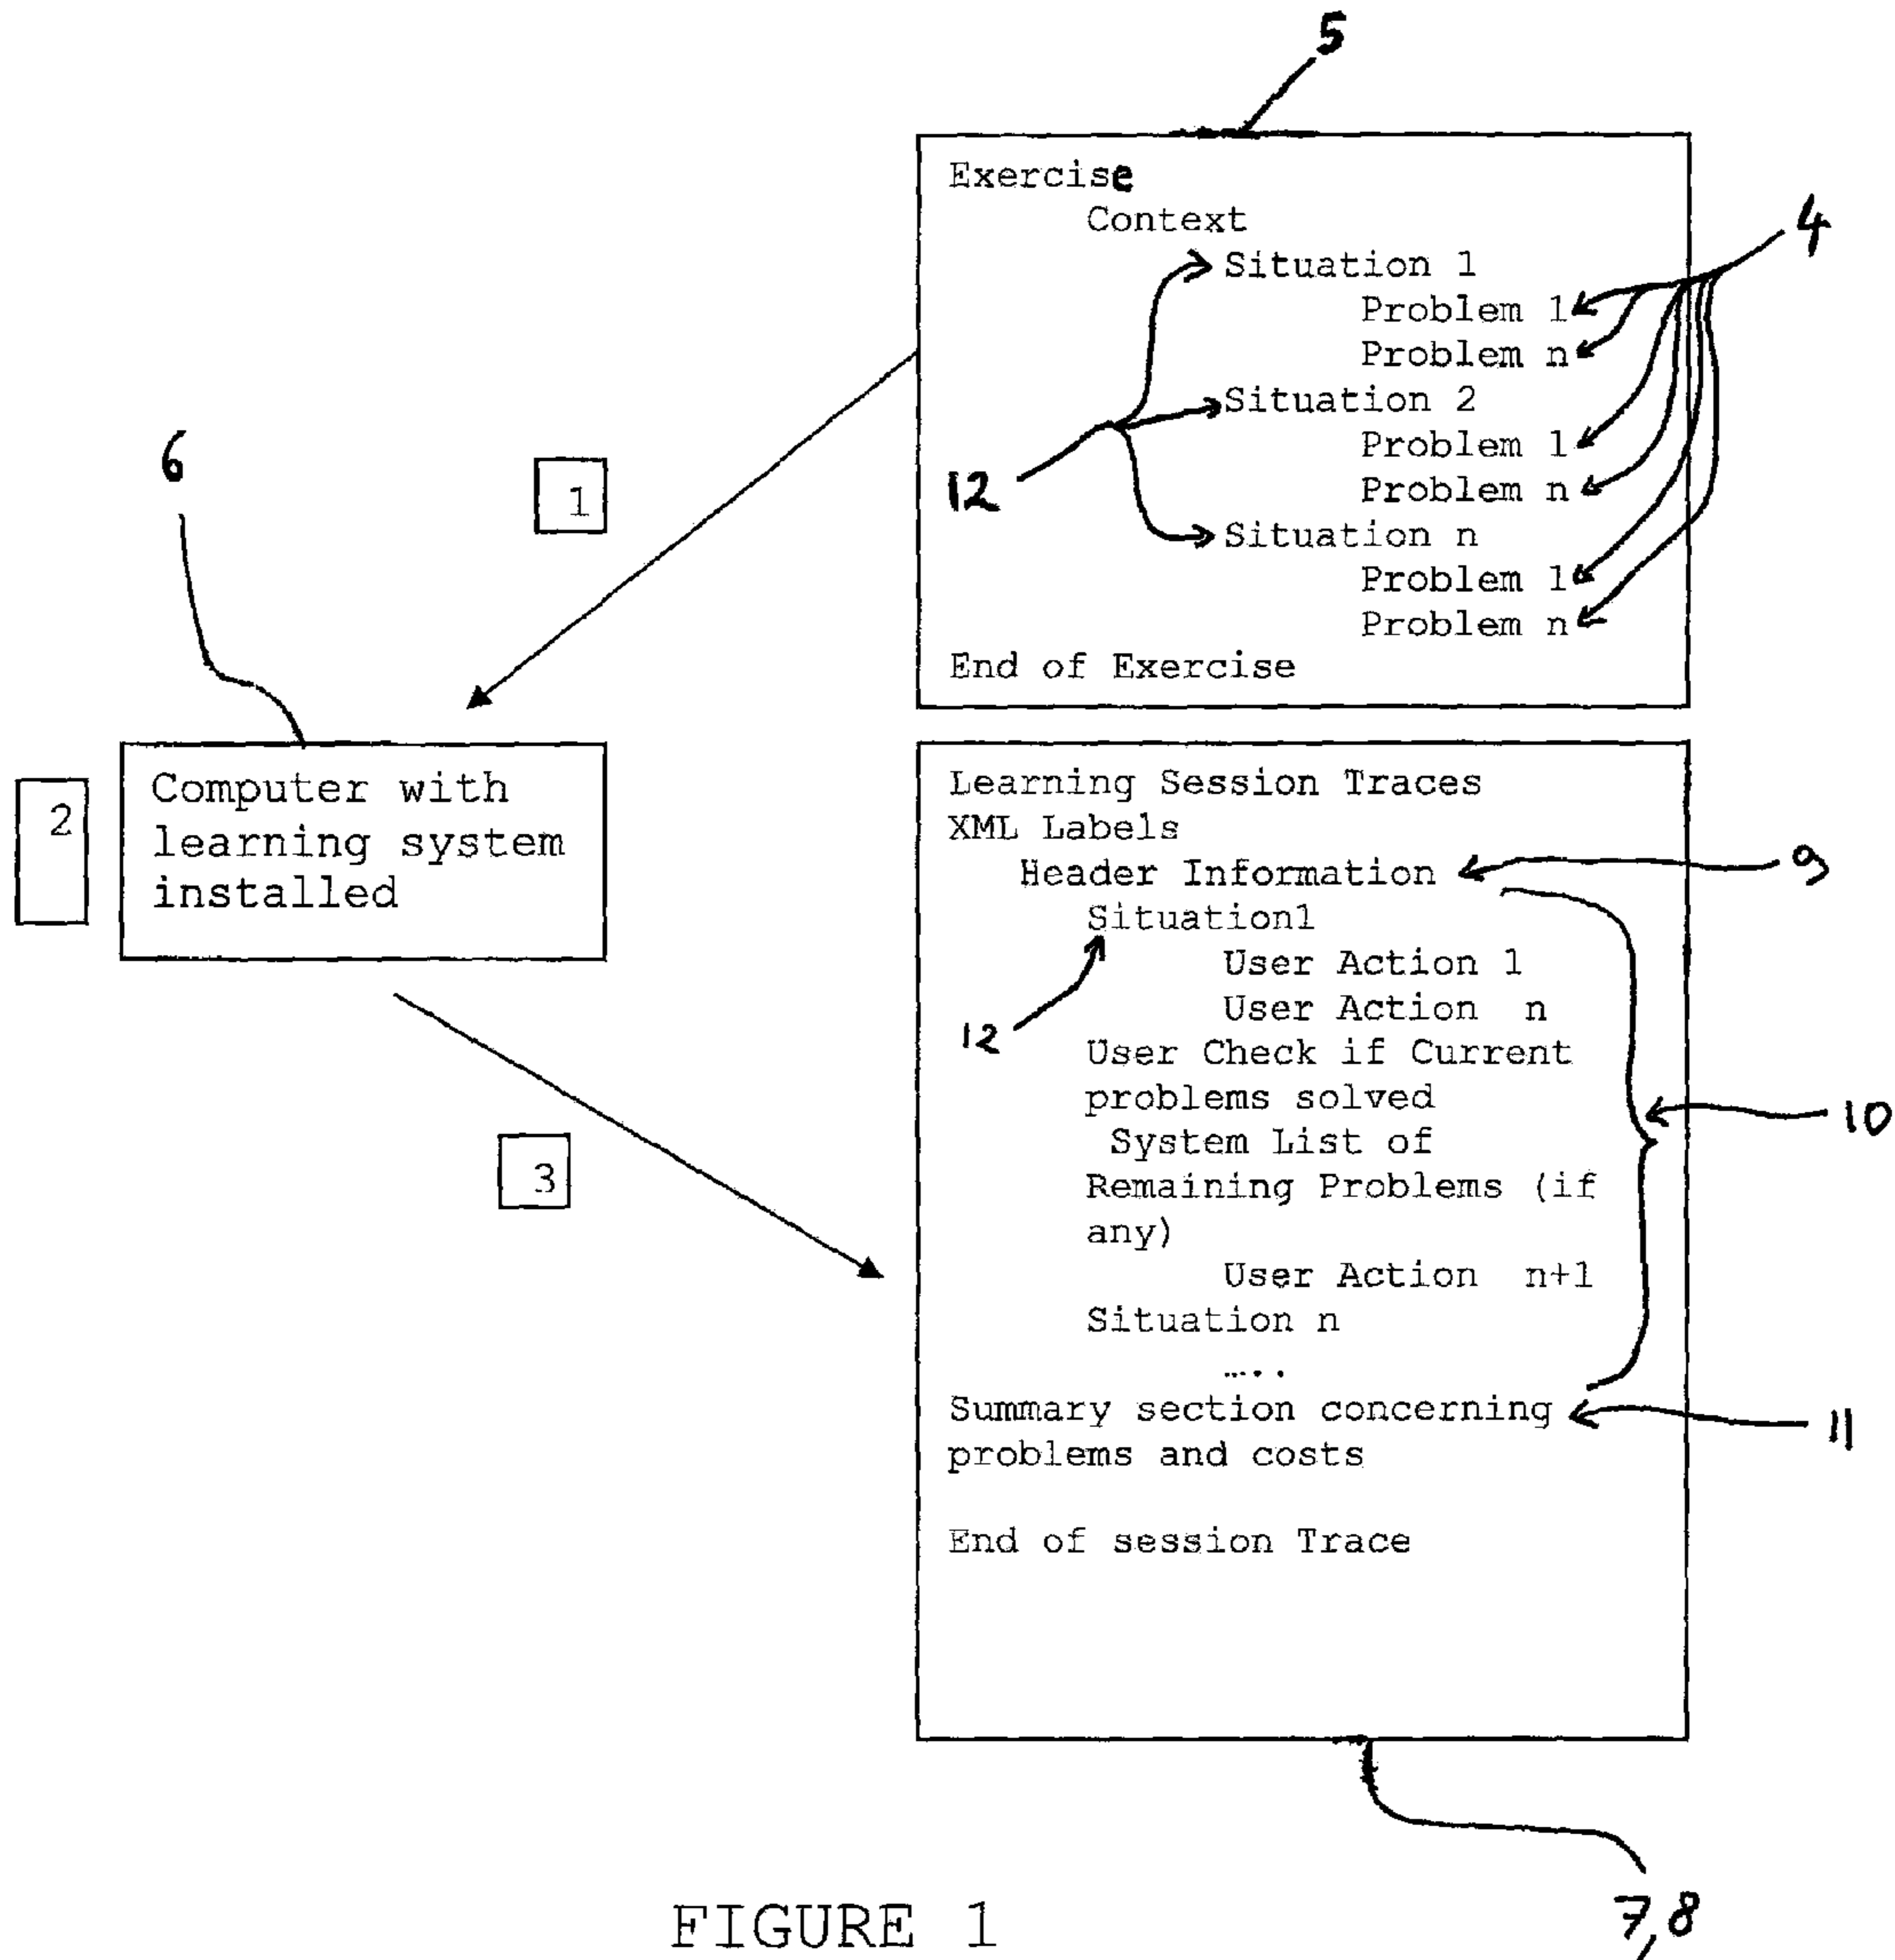 5
Exercise
Context
4
Situation 1
Problem 1
Problem n
Situation 2
Problem 1
12
Problem n
Situation n
Problem 1
Problem n
End of Exercise
6
1
2
Computer with
learning system
installed
3
Learning Session Traces
XML Labels
Header Information
9
Situation1
User Action 1
User Action n
12
User Check if Current
problems solved
10
System List of
Remaining Problems (if
any)
User Action n+1
Situation n
.....
Summary section concerning
11
problems and costs
End of session Trace
7,8
FIGURE 1